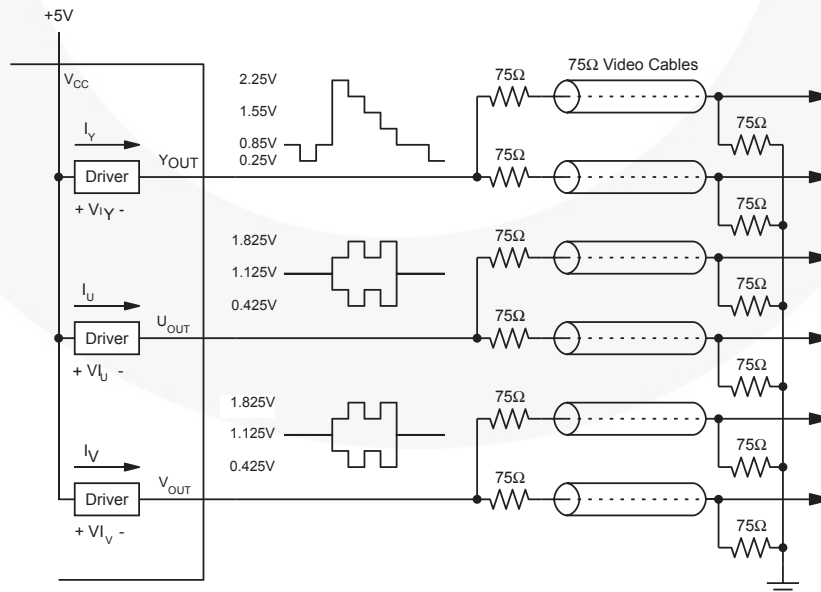 +5V
V_CC
75Ω
75Ω Video Cables
2.25V
1.55V
0.85V
0.25V
75Ω
I_Y
Y_OUT
Driver
75Ω
+ V_IY -
75Ω
75Ω
1.825V
1.125V
0.425V
75Ω
I_U
U_OUT
Driver
75Ω
+ VI_U -
75Ω
75Ω
1.825V
1.125V
0.425V
75Ω
I_V
V_OUT
Driver
75Ω
+ VI_V -
75Ω